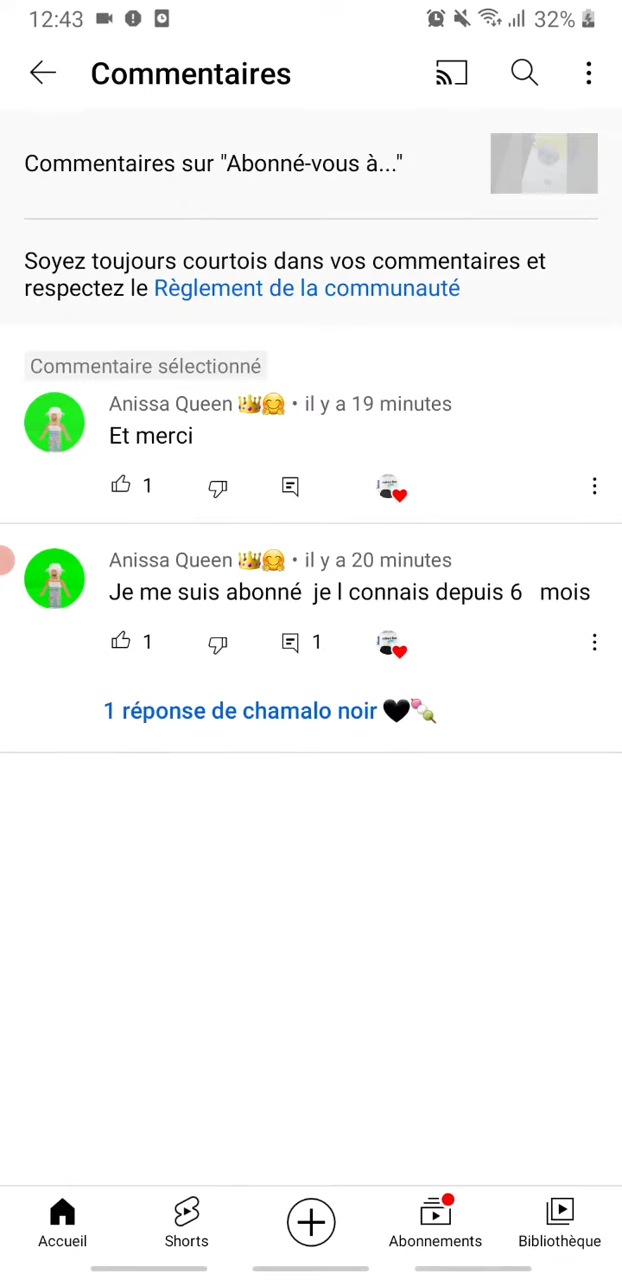 12:43 32%
Commentaires
Commentaires sur "Abonné-vous à..."
Soyez toujours courtois dans vos commentaires et
respectez le Règlement de la communauté
Commentaire sélectionné
Anissa Queen 👑🤗 • il y a 19 minutes
Et merci
1
Anissa Queen 👑🤗 • il y a 20 minutes
Je me suis abonné je l connais depuis 6 mois
1 1
1 réponse de chamalo noir 🖤🍡
Accueil Shorts Abonnements Bibliothèque